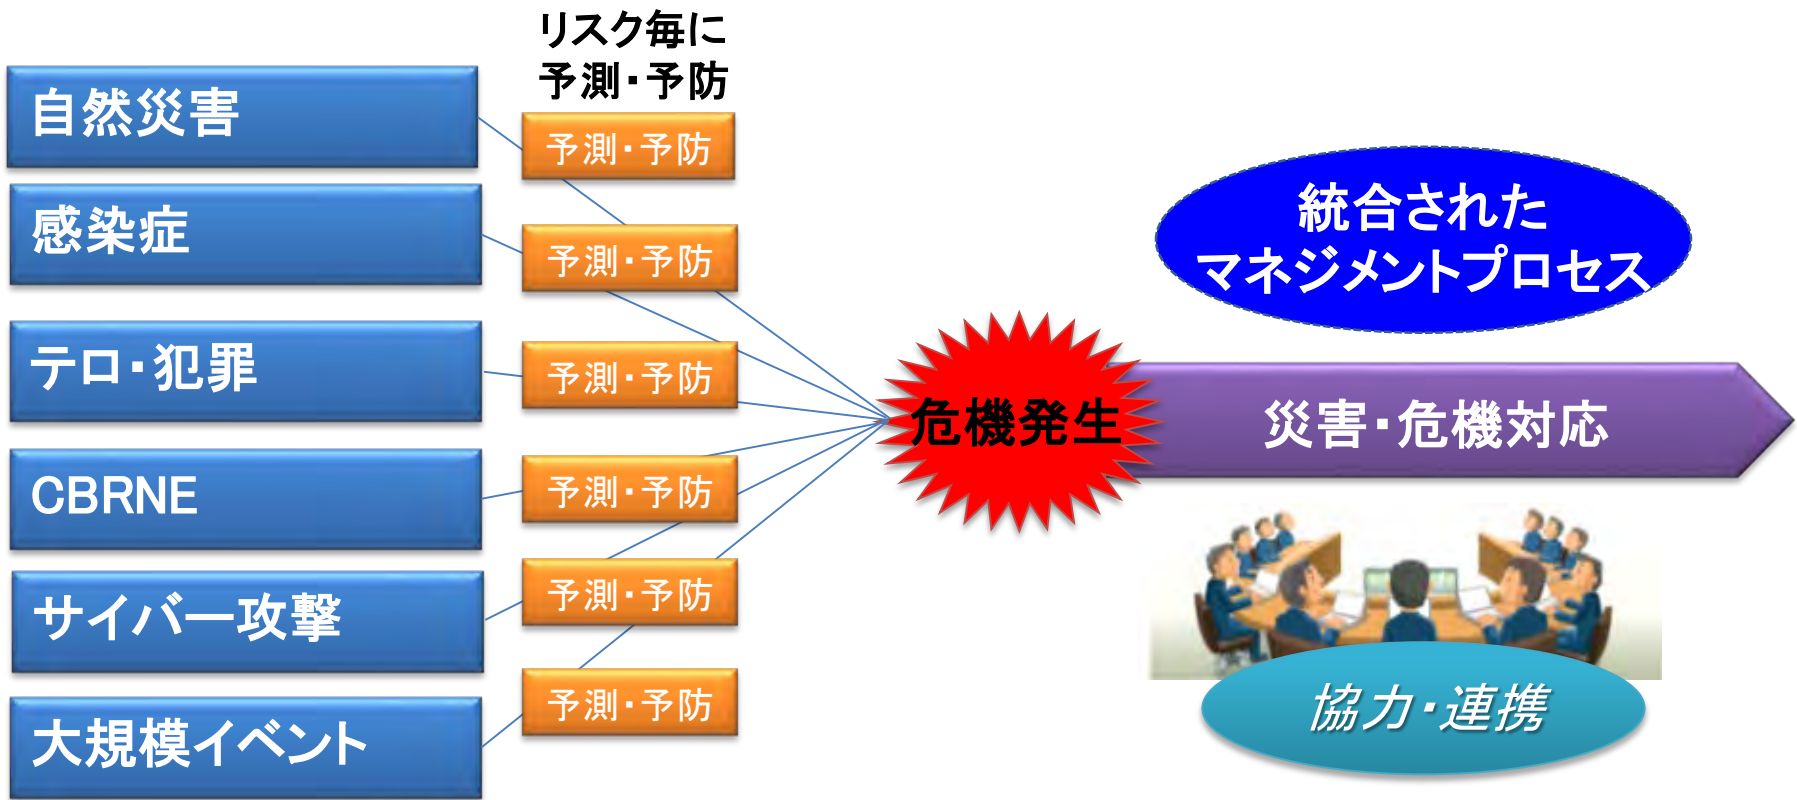 リスク毎に
予測・予防
自然災害
予測・予防
感染症
予測・予防
テロ・犯罪
予測・予防
CBRNE
予測・予防
サイバー攻撃
予測・予防
大規模イベント
予測・予防
危機発生
統合された
マネジメントプロセス
災害・危機対応
協力・連携